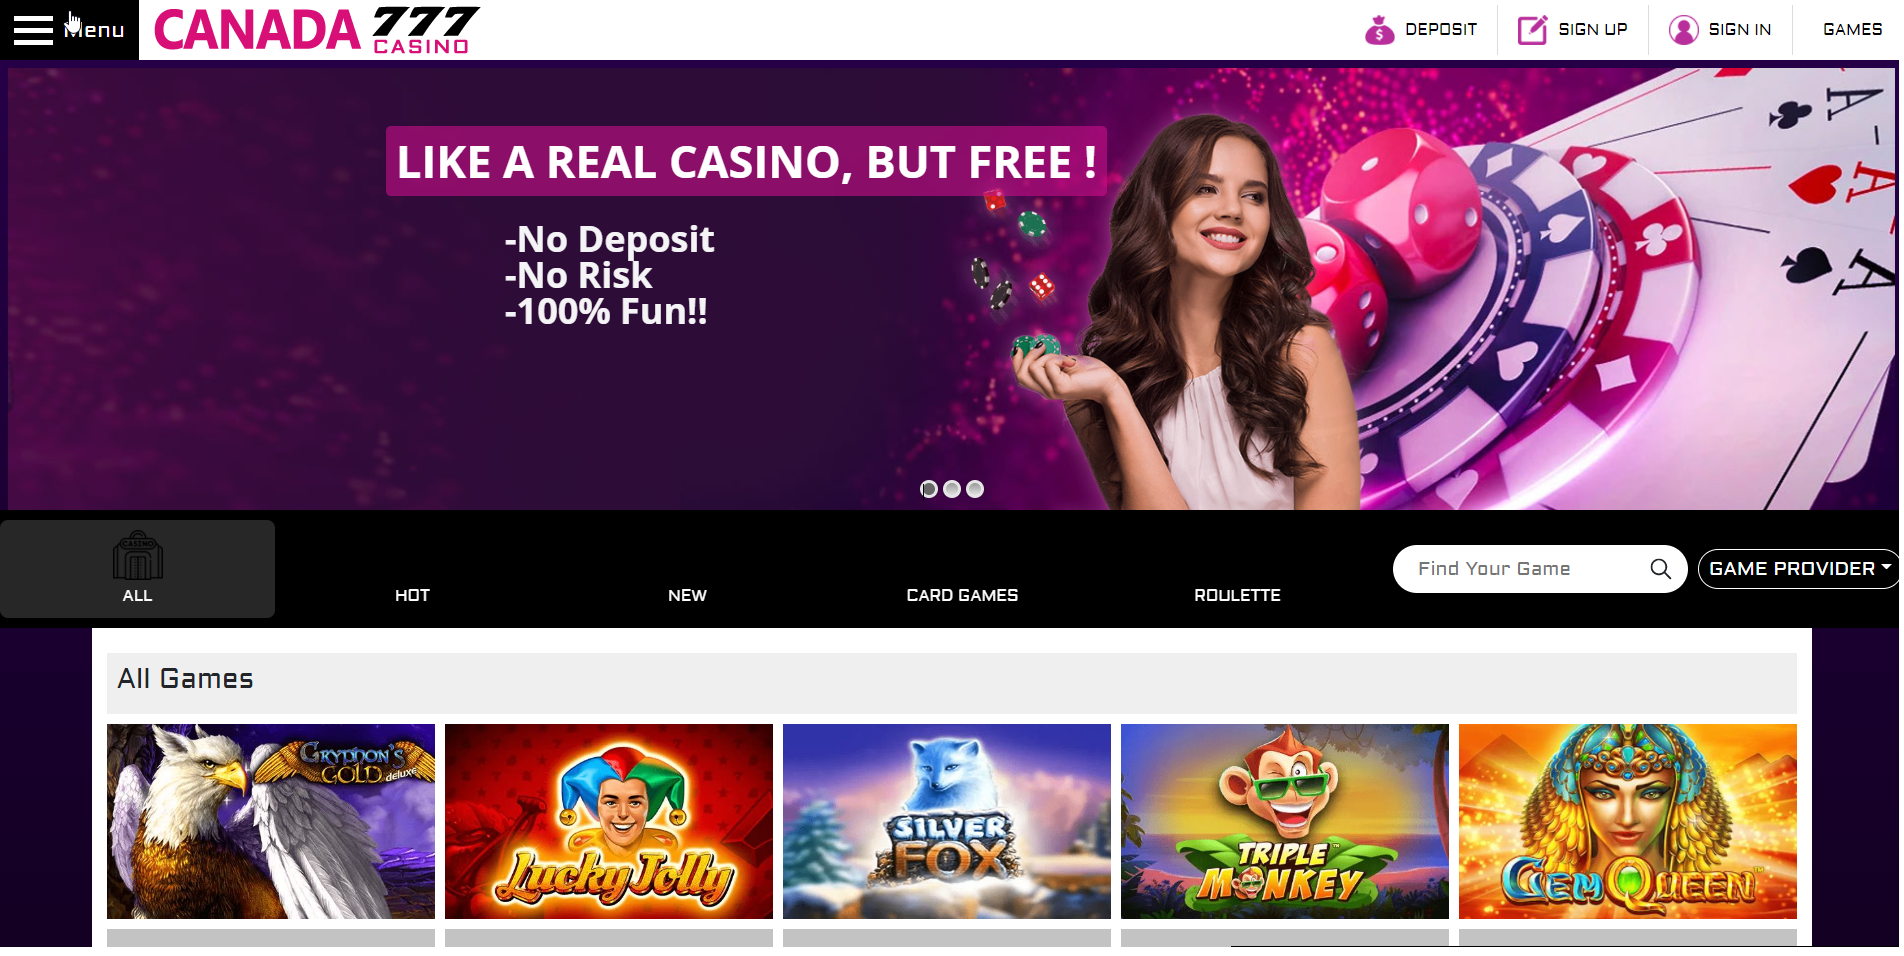 Menu
CANADA 777 CASINO
DEPOSIT
SIGN UP
SIGN IN
GAMES
LIKE A REAL CASINO, BUT FREE !
-No Deposit
-No Risk
-100% Fun!!
A
A
A
A
CASINO
ALL
HOT
NEW
CARD GAMES
ROULETTE
Find Your Game
GAME PROVIDER
All Games
GRYPHON'S GOLD deluxe
Lucky Jolly
SILVER FOX
TRIPLE MONKEY™
GEM QUEEN™